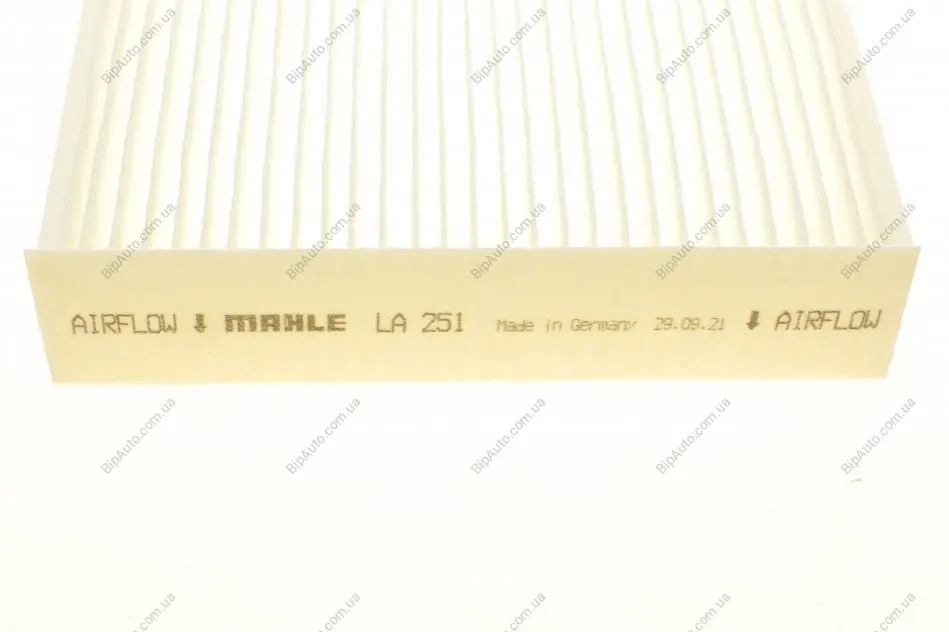 AIRFLOW ⬇ MAHLE LA 251 Made in Germany 29.09.21 ⬇ AIRFLOW
BipAuto.com.ua